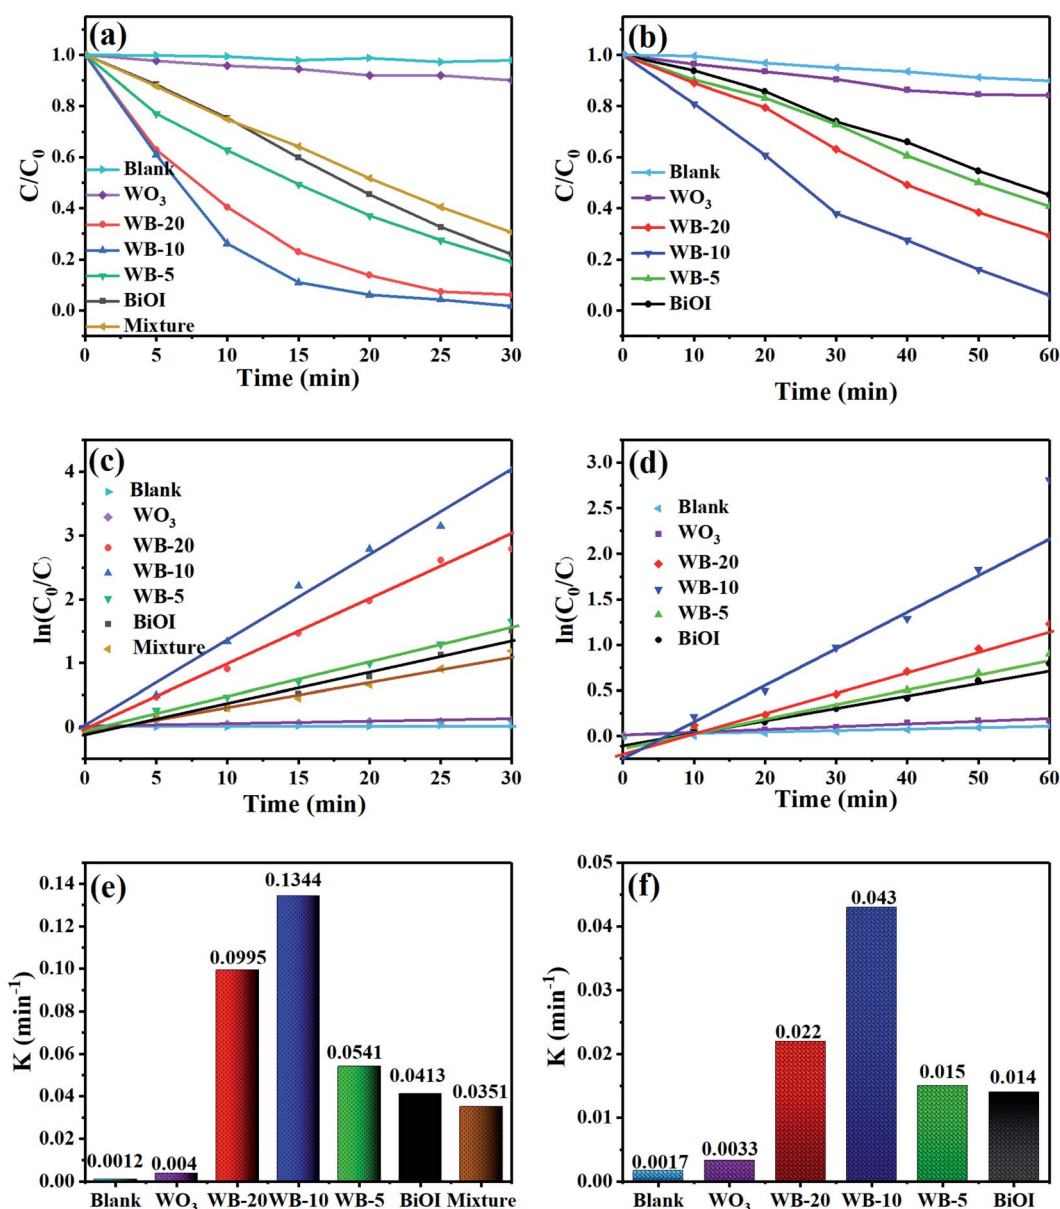 (a)
C/C0
1.0
0.8
0.6
0.4
0.2
0.0
Blank
WO3
WB-20
WB-10
WB-5
BiOI
Mixture
0 5 10 15 20 25 30
Time (min)
(b)
C/C0
1.0
0.8
0.6
0.4
0.2
0.0
Blank
WO3
WB-20
WB-10
WB-5
BiOI
0 10 20 30 40 50 60
Time (min)
(c)
ln(C0/C)
4
3
2
1
0
Blank
WO3
WB-20
WB-10
WB-5
BiOI
Mixture
0 5 10 15 20 25 30
Time (min)
(d)
ln(C0/C)
3.0
2.5
2.0
1.5
1.0
0.5
0.0
Blank
WO3
WB-20
WB-10
WB-5
BiOI
0 10 20 30 40 50 60
Time (min)
(e)
K (min-1)
0.14
0.12
0.10
0.08
0.06
0.04
0.02
0.00
0.0012 0.004 0.0995 0.1344 0.0541 0.0413 0.0351
Blank WO3 WB-20 WB-10 WB-5 BiOI Mixture
(f)
K (min-1)
0.05
0.04
0.03
0.02
0.01
0.00
0.0017 0.0033 0.022 0.043 0.015 0.014
Blank WO3 WB-20 WB-10 WB-5 BiOI